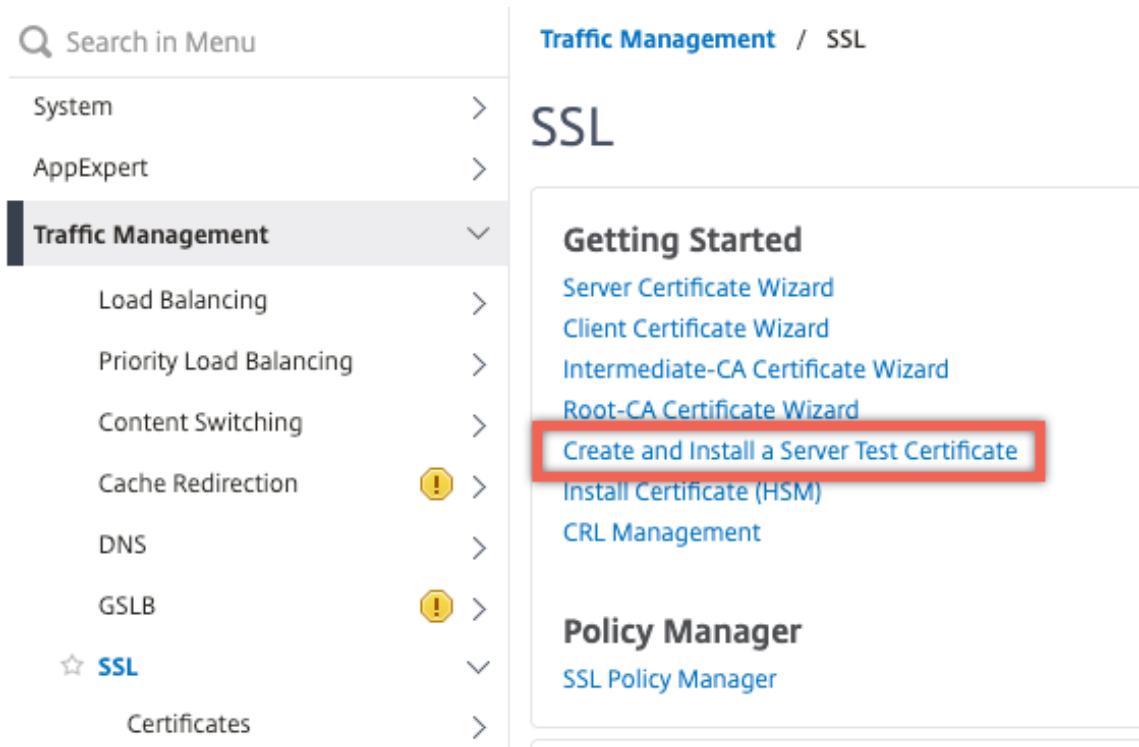 Search in Menu
System
AppExpert
Traffic Management
Load Balancing
Priority Load Balancing
Content Switching
Cache Redirection
DNS
GSLB
SSL
Certificates
Traffic Management / SSL
SSL
Getting Started
Server Certificate Wizard
Client Certificate Wizard
Intermediate-CA Certificate Wizard
Root-CA Certificate Wizard
Create and Install a Server Test Certificate
Install Certificate (HSM)
CRL Management
Policy Manager
SSL Policy Manager